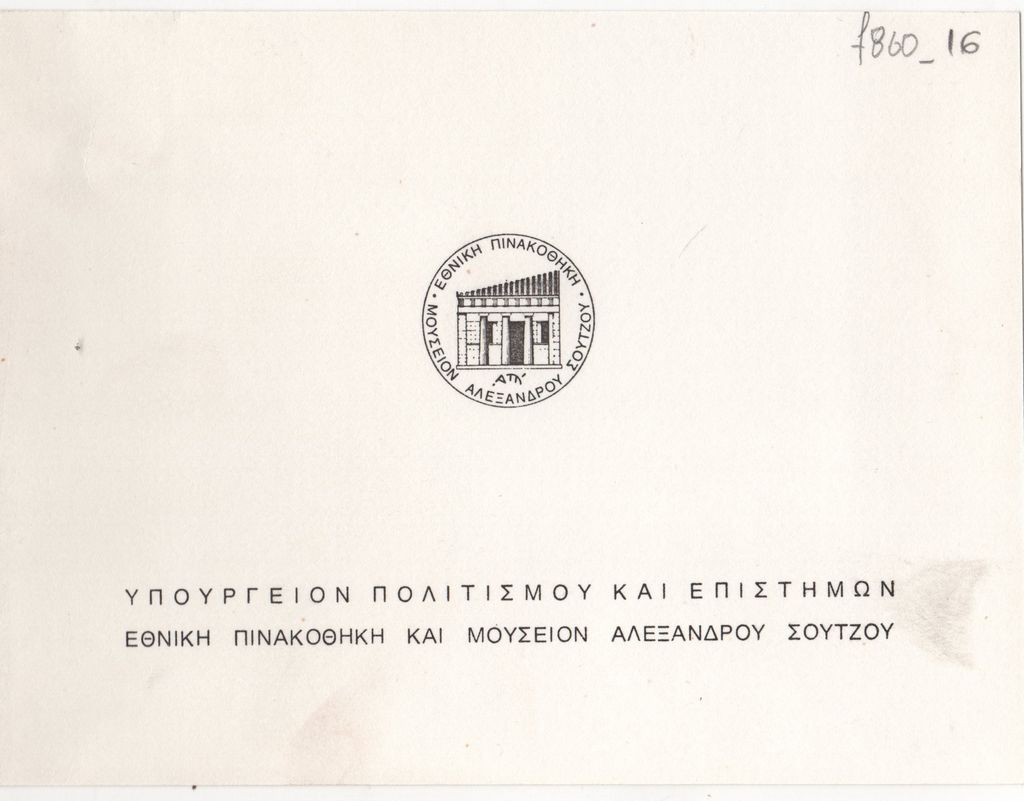 f860_16
ΕΘΝΙΚΗ ΠΙΝΑΚΟΘΗΚΗ •
ΜΟΥΣΕΙΟΝ ΑΛΕΞΑΝΔΡΟΥ ΣΟΥΤΖΟΥ •
ΥΠΟΥΡΓΕΙΟΝ ΠΟΛΙΤΙΣΜΟΥ ΚΑΙ ΕΠΙΣΤΗΜΩΝ
ΕΘΝΙΚΗ ΠΙΝΑΚΟΘΗΚΗ ΚΑΙ ΜΟΥΣΕΙΟΝ ΑΛΕΞΑΝΔΡΟΥ ΣΟΥΤΖΟΥ